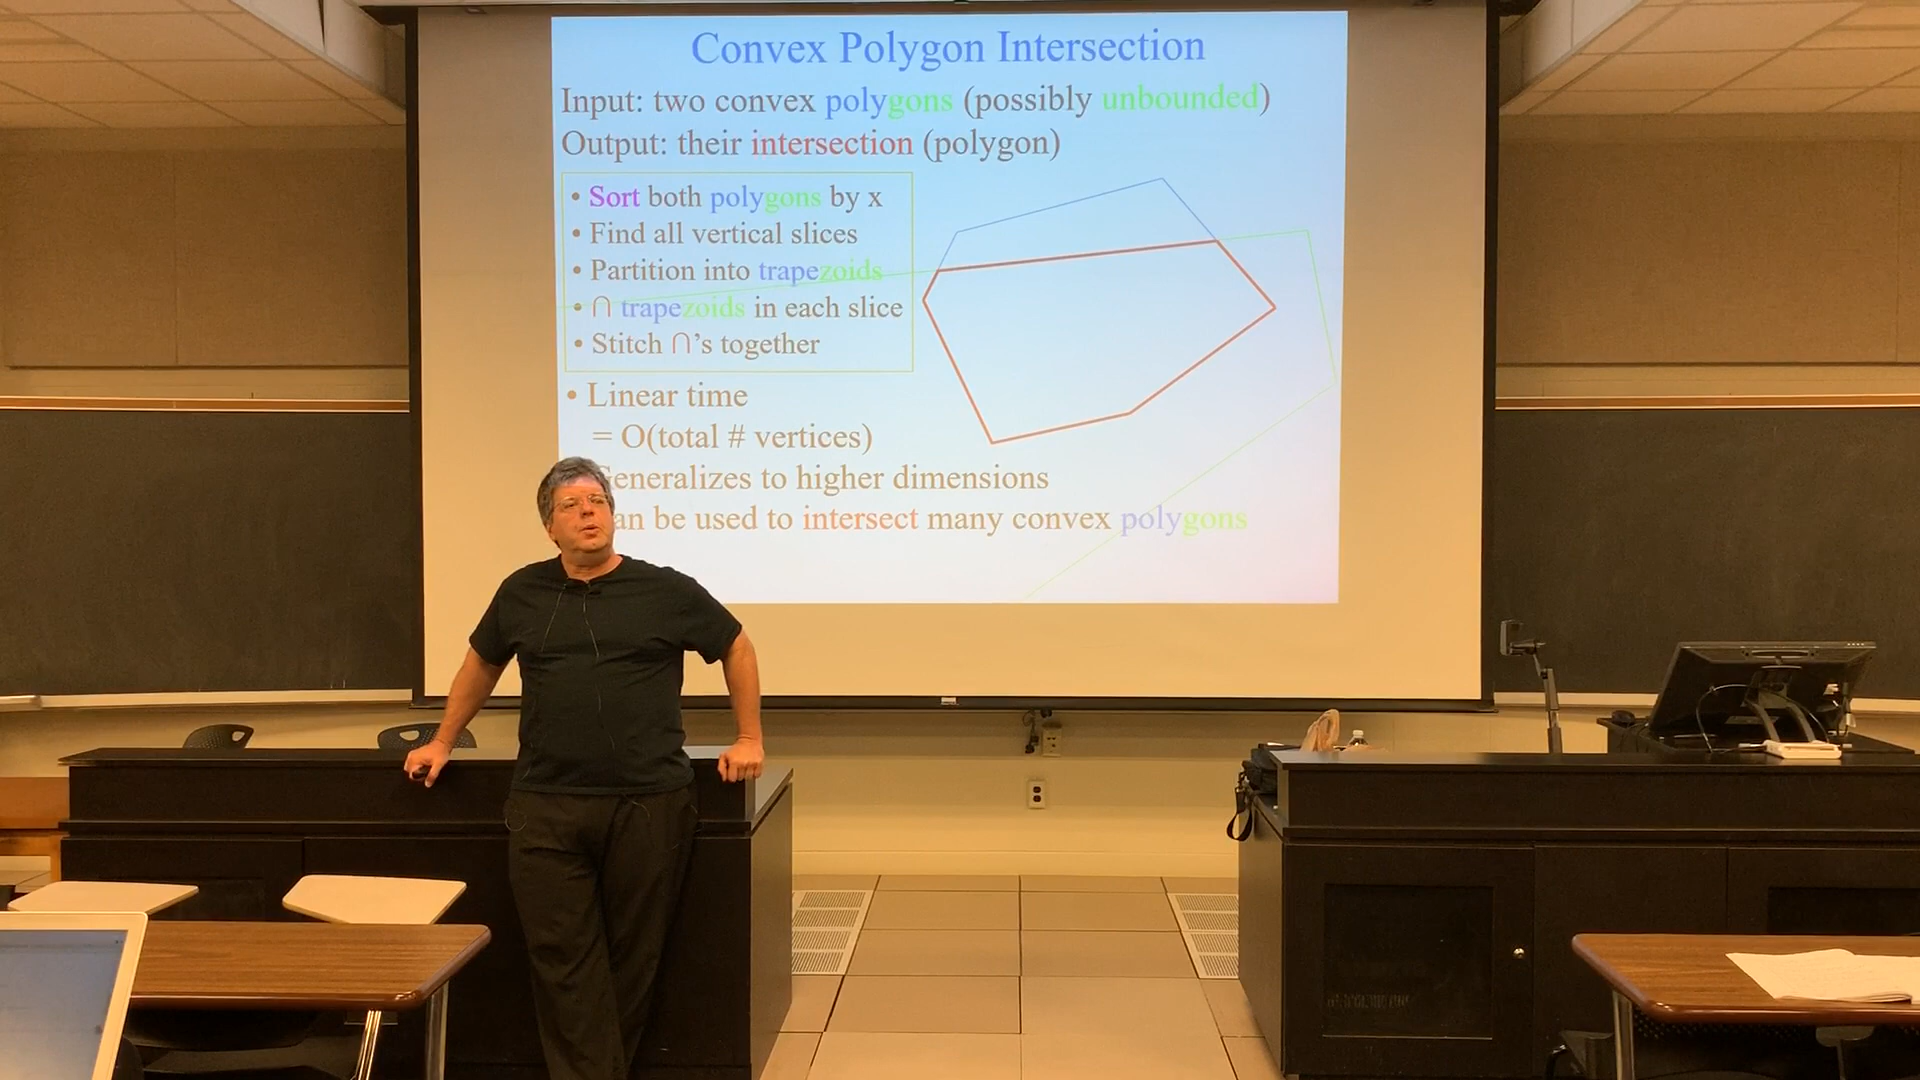 Convex Polygon Intersection
Input: two convex polygons (possibly unbounded)
Output: their intersection (polygon)
• Sort both polygons by x
• Find all vertical slices
• Partition into trapezoids
• ∩ trapezoids in each slice
• Stitch ∩'s together
• Linear time
= O(total # vertices)
eneralizes to higher dimensions
an be used to intersect many convex polygons